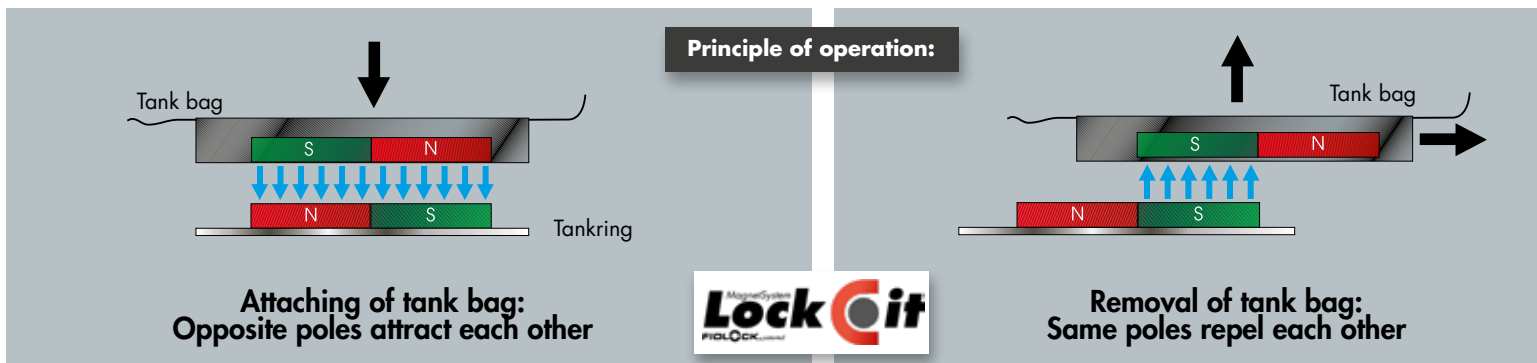 Principle of operation:
Tank bag
S N
N S
Tankring
Attaching of tank bag:
Opposite poles attract each other
MagnetSystem
Lock it
FIDLOCK powered
Tank bag
S N
N S
Removal of tank bag:
Same poles repel each other